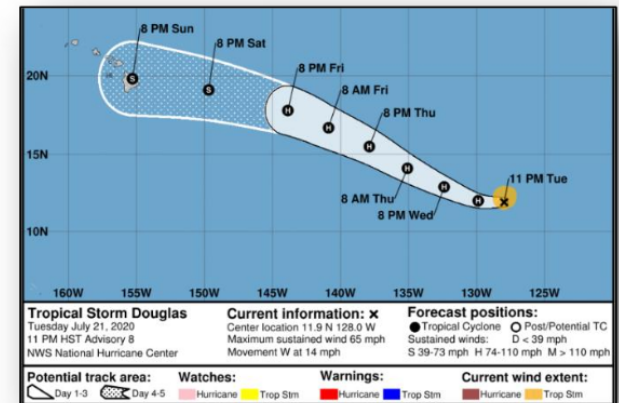 8 PM Sun
8 PM Sat
8 PM Fri
8 AM Fri
8 PM Thu
11 PM Tue
8 AM Thu
8 PM Wed
20N
15N
10N
S
S
H
H
H
H
H
H
160W 155W 150W 145W 140W 135W 130W 125W
Tropical Storm Douglas
Tuesday July 21, 2020
11 PM HST Advisory 8
NWS National Hurricane Center
Current information: ×
Center location 11.9 N 128.0 W
Maximum sustained wind 65 mph
Movement W at 14 mph
Forecast positions:
● Tropical Cyclone ○ Post/Potential TC
Sustained winds: D < 39 mph
S 39-73 mph H 74-110 mph M > 110 mph
Potential track area:
Day 1-3 Day 4-5
Watches:
Hurricane Trop Stm
Warnings:
Hurricane Trop Stm
Current wind extent:
Hurricane Trop Stm